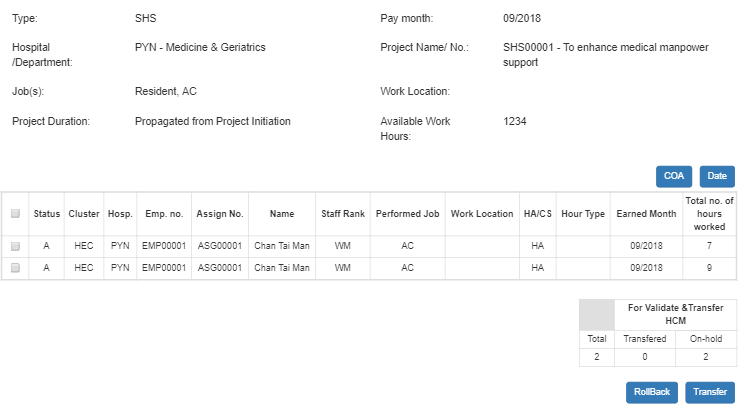 Type: SHS Pay month: 09/2018
Hospital PYN - Medicine & Geriatrics Project Name/ No.: SHS00001 - To enhance medical manpower
/Department: support
Job(s): Resident, AC Work Location:
Project Duration: Propagated from Project Initiation Available Work 1234
Hours:
COA Date
Total no. of
Status Cluster Hosp. Emp. no. Assign No. Name Staff Rank Performed Job Work Location HA/CS Hour Type Earned Month hours
worked
A HEC PYN EMP00001 ASG00001 Chan Tai Man WM AC HA 09/2018 7
A HEC PYN EMP00001 ASG00001 Chan Tai Man WM AC HA 09/2018 9
For Validate &Transfer
HCM
Total Transfered On-hold
2 0 2
RollBack Transfer